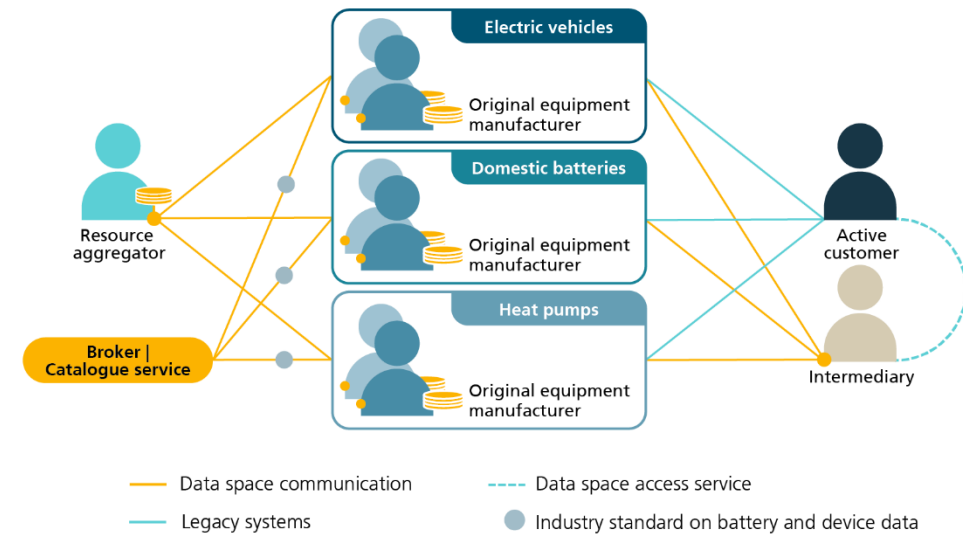 Electric vehicles
Original equipment
manufacturer
Domestic batteries
Original equipment
manufacturer
Heat pumps
Original equipment
manufacturer
Resource
aggregator
Broker |
Catalogue service
Active
customer
Intermediary
Data space communication
Data space access service
Legacy systems
Industry standard on battery and device data